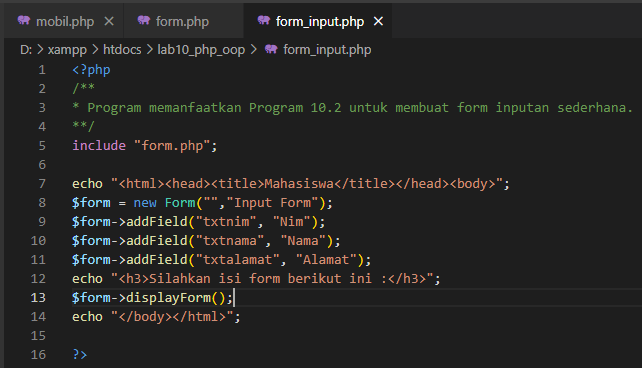 mobil.php form.php form_input.php
D: > xampp > htdocs > lab10_php_oop > form_input.php
1 <?php
2 /**
3 * Program memanfaatkan Program 10.2 untuk membuat form inputan sederhana.
4 **/
5 include "form.php";
6
7 echo "<html><head><title>Mahasiswa</title></head><body>";
8 $form = new Form("","Input Form");
9 $form->addField("txtnim", "Nim");
10 $form->addField("txtnama", "Nama");
11 $form->addField("txtalamat", "Alamat");
12 echo "<h3>Silahkan isi form berikut ini :</h3>";
13 $form->displayForm();
14 echo "</body></html>";
15
16 ?>